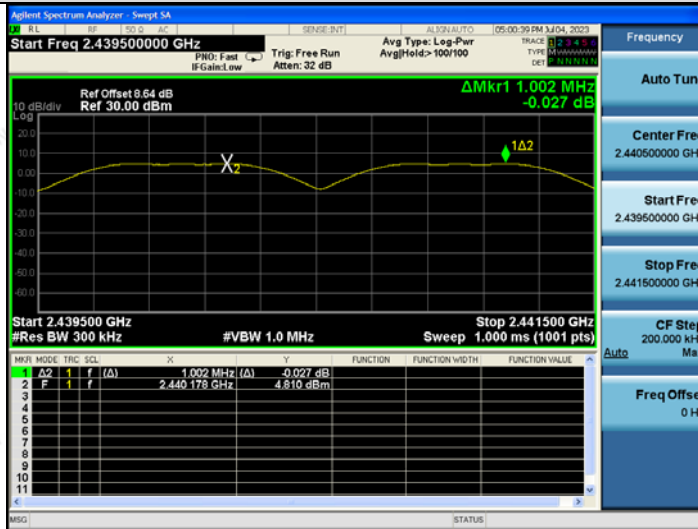 Agilent Spectrum Analyzer - Swept SA
RL RF 50 Ω AC SENSE:INT ALIGN AUTO 05:00:39 PM Jul 04, 2023
Start Freq 2.439500000 GHz
PNO: Fast
IFGain:Low
Trig: Free Run
Atten: 32 dB
Avg Type: Log-Pwr
Avg|Hold:> 100/100
TRACE 1 2 3 4 5 6
TYPE M
DET P N N N N N
Frequency
ΔMkr1 1.002 MHz
-0.027 dB
Ref Offset 8.64 dB
10 dB/div Ref 30.00 dBm
Log
20.0
10.0
0.00
-10.0
-20.0
-30.0
-40.0
-50.0
-60.0
X2
1Δ2
Start 2.439500 GHz Stop 2.441500 GHz
#Res BW 300 kHz #VBW 1.0 MHz Sweep 1.000 ms (1001 pts)
MKR MODE TRC SCL X Y FUNCTION FUNCTION WIDTH FUNCTION VALUE
1 Δ2 1 f (Δ) 1.002 MHz (Δ) -0.027 dB
2 F 1 f 2.440 178 GHz 4.810 dBm
3
4
5
6
7
8
9
10
11
MSG STATUS
Auto Tun
Center Fre
2.440500000 GH
Start Fre
2.439500000 GH
Stop Fre
2.441500000 GH
CF Step
200.000 kH
Auto Ma
Freq Offse
0 H